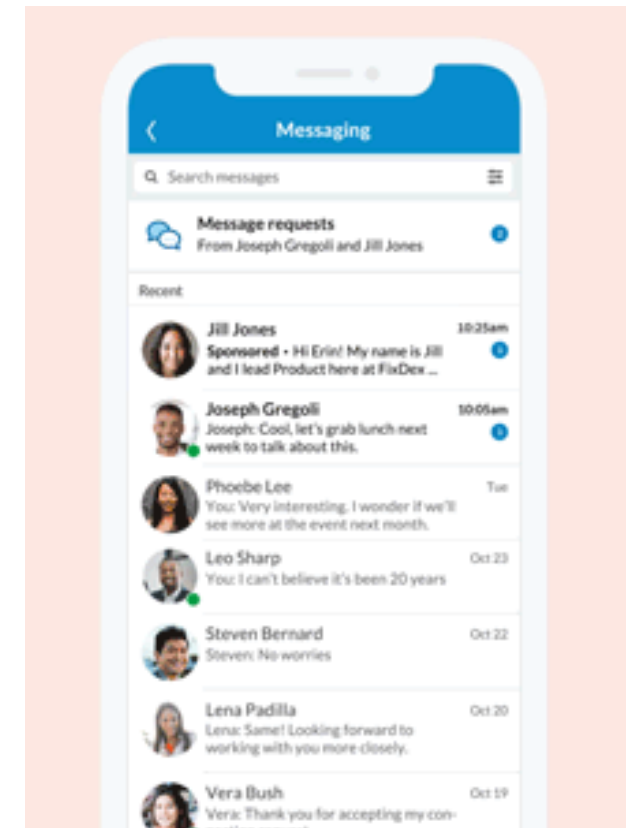 Messaging
Search messages
Message requests
From Joseph Gregoli and Jill Jones
2
Recent
Jill Jones
10:25am
Sponsored • Hi Erin! My name is Jill
1
and I lead Product here at FixDex ...
Joseph Gregoli
10:05am
Joseph: Cool, let's grab lunch next
1
week to talk about this.
Phoebe Lee
Tue
You: Very interesting. I wonder if we'll
see more at the event next month.
Leo Sharp
Oct 23
You: I can't believe it's been 20 years
Steven Bernard
Oct 22
Steven: No worries
Lena Padilla
Oct 20
Lena: Same! Looking forward to
working with you more closely.
Vera Bush
Oct 19
Vera: Thank you for accepting my con-